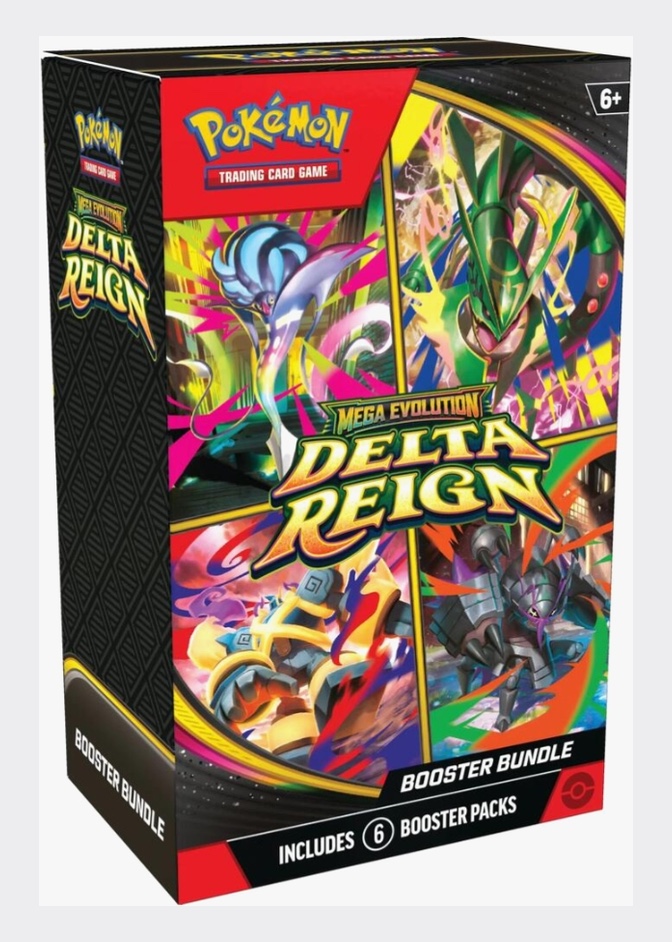 POKÉMON
TRADING CARD GAME
6+
POKÉMON
TRADING CARD GAME
MEGA EVOLUTION
DELTA
REIGN
MEGA EVOLUTION
DELTA
REIGN
BOOSTER BUNDLE
BOOSTER BUNDLE
INCLUDES 6 BOOSTER PACKS